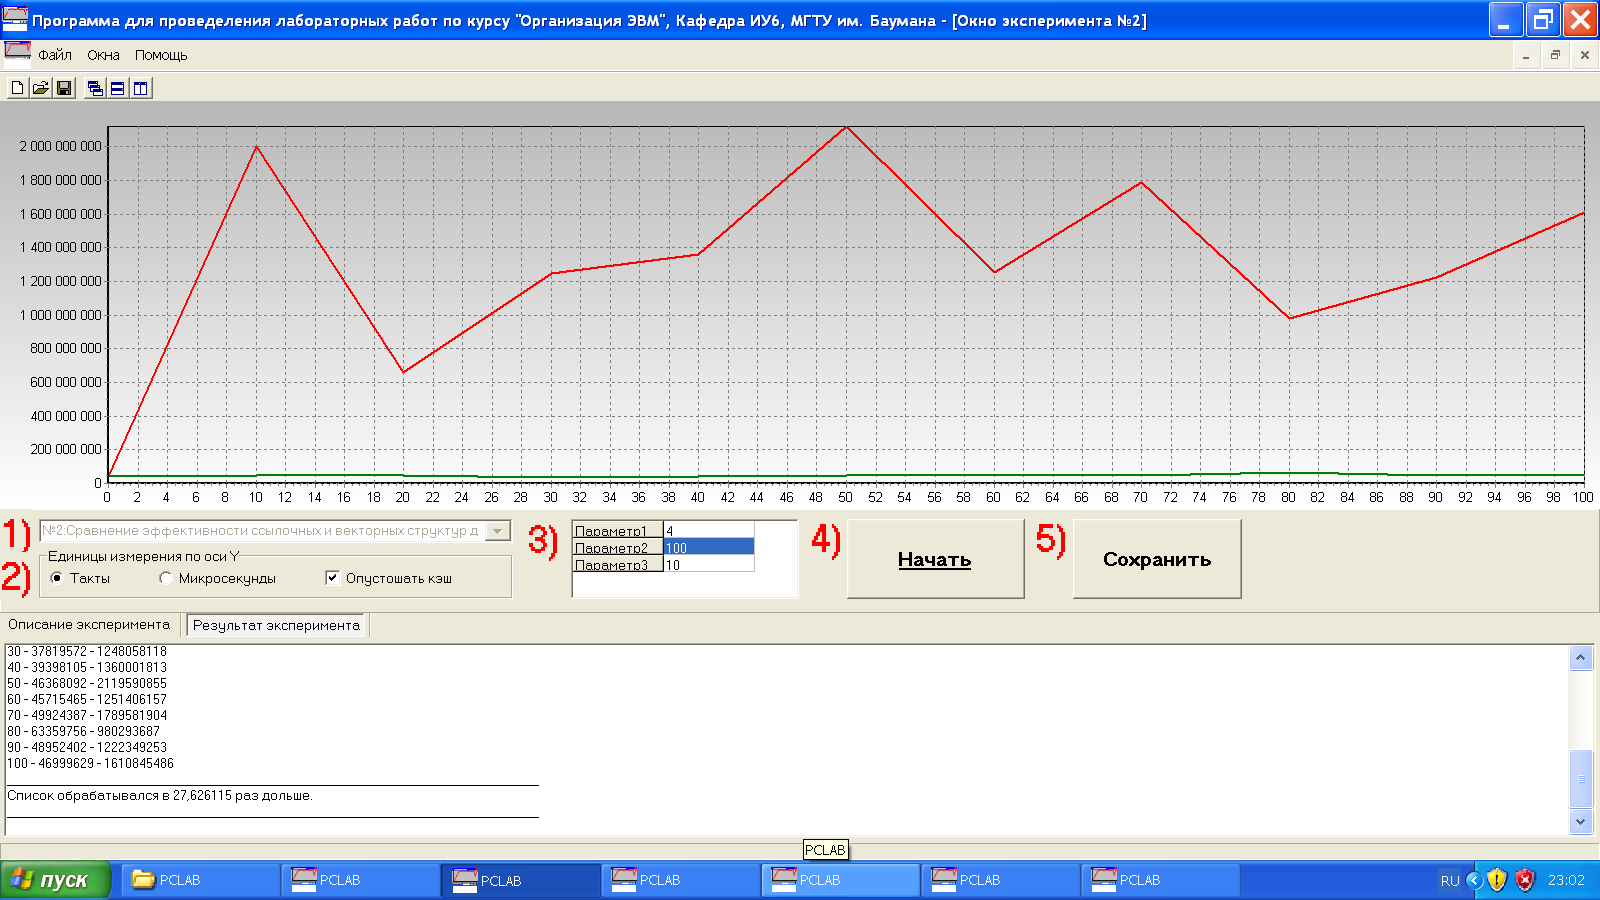 Программа для проведеления лабораторных работ по курсу "Организация ЭВМ", Кафедра ИУ6, МГТУ им. Баумана - [Окно эксперимента №2]
Файл Окна Помощь
2 000 000 000
1 800 000 000
1 600 000 000
1 400 000 000
1 200 000 000
1 000 000 000
800 000 000
600 000 000
400 000 000
200 000 000
0
0 2 4 6 8 10 12 14 16 18 20 22 24 26 28 30 32 34 36 38 40 42 44 46 48 50 52 54 56 58 60 62 64 66 68 70 72 74 76 78 80 82 84 86 88 90 92 94 96 98 100
1) №2:Сравнение эффективности ссылочных и векторных структур д
2) Единицы измерения по оси Y
Такты Микросекунды Опустошать кэш
3) Параметр1 4
Параметр2 100
Параметр3 10
4) Начать
5) Сохранить
Описание эксперимента Результат эксперимента
30 - 37819572 - 1248058118
40 - 39398105 - 1360001813
50 - 46368092 - 2119590855
60 - 45715465 - 1251406157
70 - 49924387 - 1789581904
80 - 63359756 - 980293687
90 - 48952402 - 1222349253
100 - 46999629 - 1610845486
Список обрабатывался в 27,626115 раз дольше.
PCLAB
пуск PCLAB PCLAB PCLAB PCLAB PCLAB PCLAB PCLAB RU 23:02